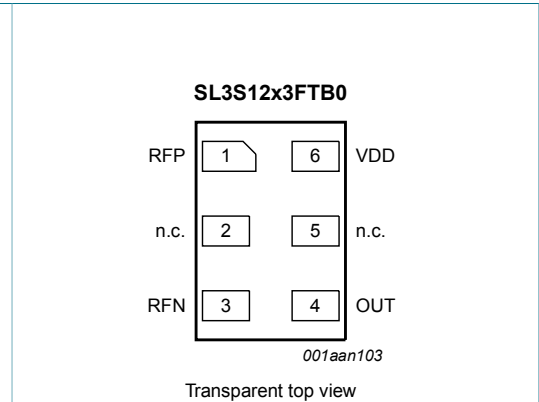 SL3S12x3FTB0
RFP 1 6 VDD
n.c. 2 5 n.c.
RFN 3 4 OUT
001aan103
Transparent top view